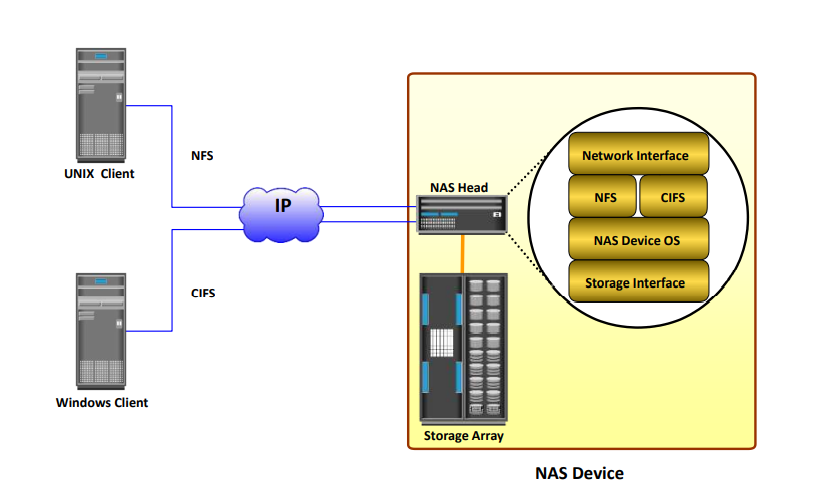 UNIX Client
NFS
IP
CIFS
Windows Client
NAS Head
Storage Array
Network Interface
NFS
CIFS
NAS Device OS
Storage Interface
NAS Device